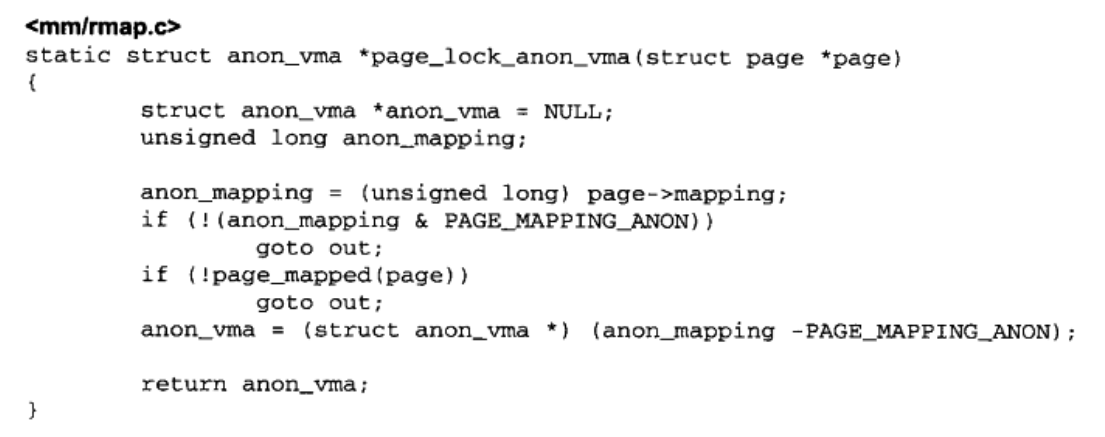 <mm/rmap.c>
static struct anon_vma *page_lock_anon_vma(struct page *page)
{
        struct anon_vma *anon_vma = NULL;
        unsigned long anon_mapping;

        anon_mapping = (unsigned long) page->mapping;
        if (!(anon_mapping & PAGE_MAPPING_ANON))
                goto out;
        if (!page_mapped(page))
                goto out;
        anon_vma = (struct anon_vma *) (anon_mapping -PAGE_MAPPING_ANON);

        return anon_vma;
}